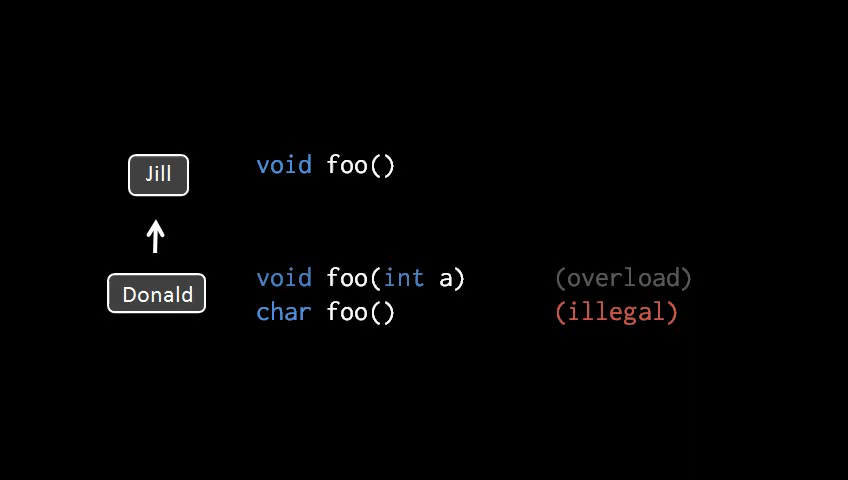 Jill void foo()
Donald void foo(int a) (overload)
char foo() (illegal)